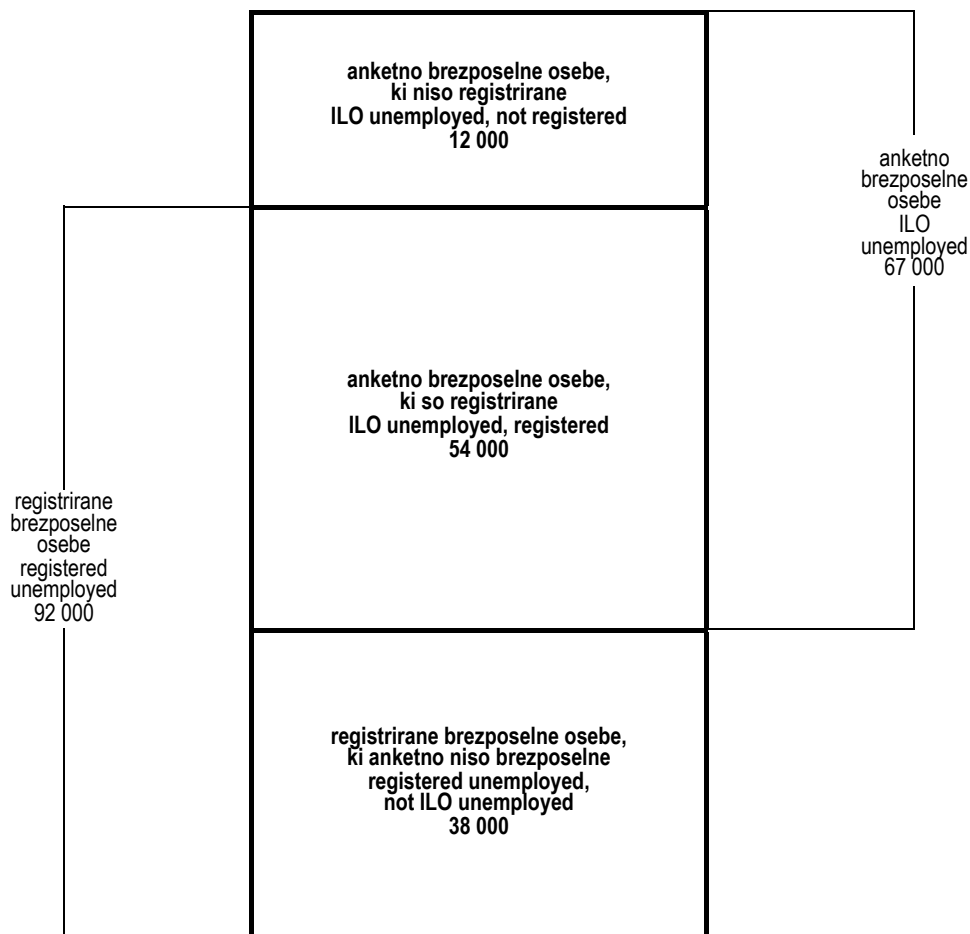 anketno brezposelne osebe,
ki niso registrirane
ILO unemployed, not registered
12 000
anketno
brezposelne
osebe
ILO
unemployed
67 000
anketno brezposelne osebe,
ki so registrirane
ILO unemployed, registered
54 000
registrirane
brezposelne
osebe
registered
unemployed
92 000
registrirane brezposelne osebe,
ki anketno niso brezposelne
registered unemployed,
not ILO unemployed
38 000